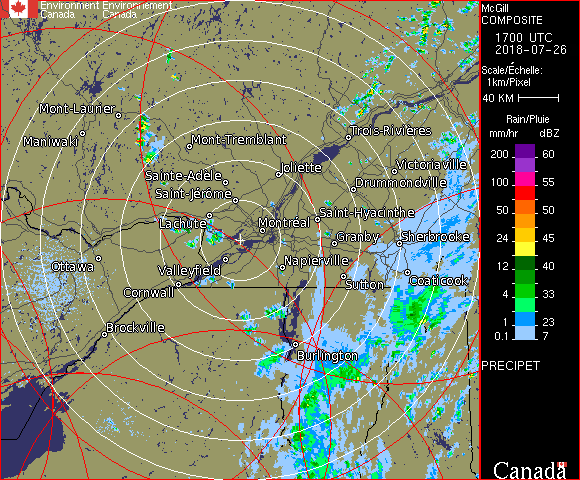 Environment Environnement
Canada Canada
McGill
COMPOSITE
1700 UTC
2018-07-26
Scale/Échelle:
1km/Pixel
40 KM
Rain/Pluie
mm/hr dBZ
200 60
100 55
50 50
24 45
12 40
4 33
1 23
0.1 7
PRECIPET
Canada
Mont-Laurier
Maniwaki
Mont-Tremblant
Trois-Rivières
Joliette
Victoriaville
Sainte-Adèle
Drummondville
Saint-Jérôme
Saint-Hyacinthe
Lachute
Montréal
Granby
Sherbrooke
Ottawa
Valleyfield
Napierville
Sutton
Coaticook
Cornwall
Brockville
Burlington